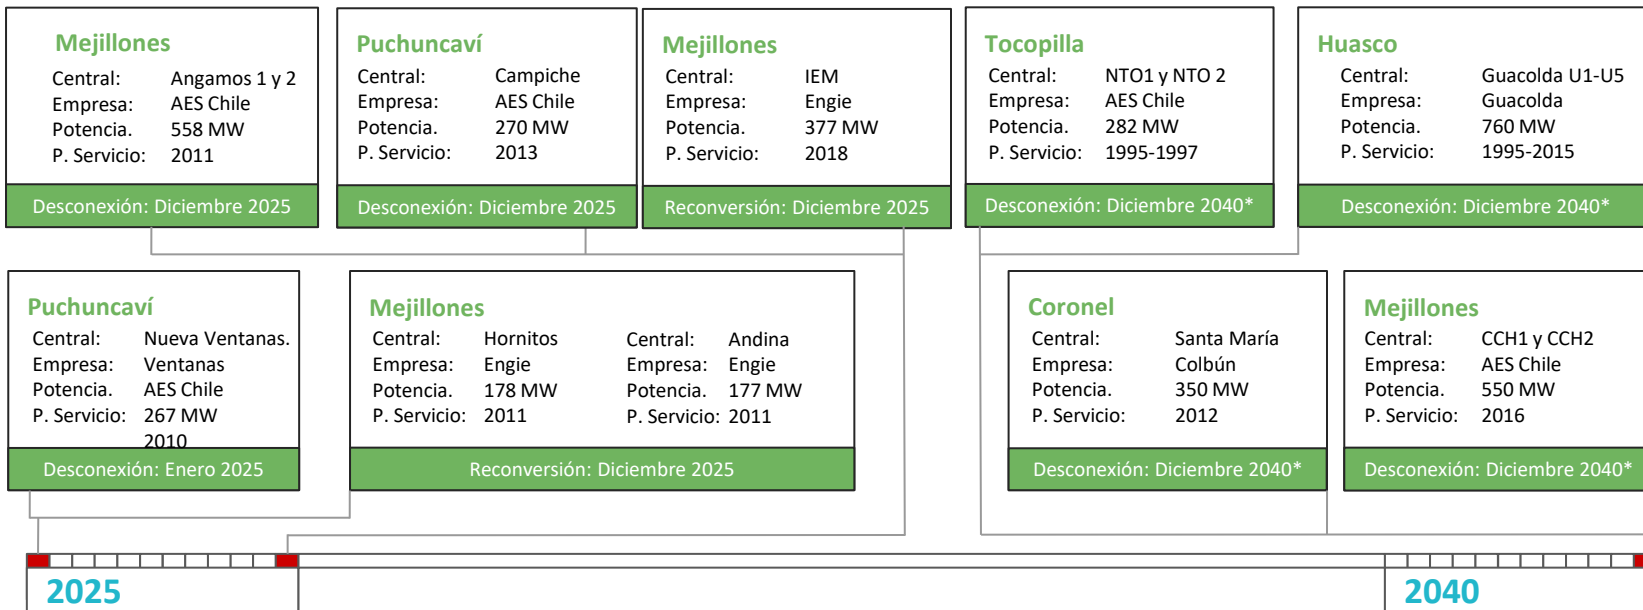 Mejillones
Central: Angamos 1 y 2
Empresa: AES Chile
Potencia. 558 MW
P. Servicio: 2011
Desconexión: Diciembre 2025
Puchuncaví
Central: Campiche
Empresa: AES Chile
Potencia. 270 MW
P. Servicio: 2013
Desconexión: Diciembre 2025
Mejillones
Central: IEM
Empresa: Engie
Potencia. 377 MW
P. Servicio: 2018
Reconversión: Diciembre 2025
Tocopilla
Central: NTO1 y NTO 2
Empresa: AES Chile
Potencia. 282 MW
P. Servicio: 1995-1997
Desconexión: Diciembre 2040*
Huasco
Central: Guacolda U1-U5
Empresa: Guacolda
Potencia. 760 MW
P. Servicio: 1995-2015
Desconexión: Diciembre 2040*
Puchuncaví
Central: Nueva Ventanas.
Empresa: Ventanas
Potencia. AES Chile
P. Servicio: 267 MW
2010
Desconexión: Enero 2025
Mejillones
Central: Hornitos Central: Andina
Empresa: Engie Empresa: Engie
Potencia. 178 MW Potencia. 177 MW
P. Servicio: 2011 P. Servicio: 2011
Reconversión: Diciembre 2025
Coronel
Central: Santa María
Empresa: Colbún
Potencia. 350 MW
P. Servicio: 2012
Desconexión: Diciembre 2040*
Mejillones
Central: CCH1 y CCH2
Empresa: AES Chile
Potencia. 550 MW
P. Servicio: 2016
Desconexión: Diciembre 2040*
2025
2040